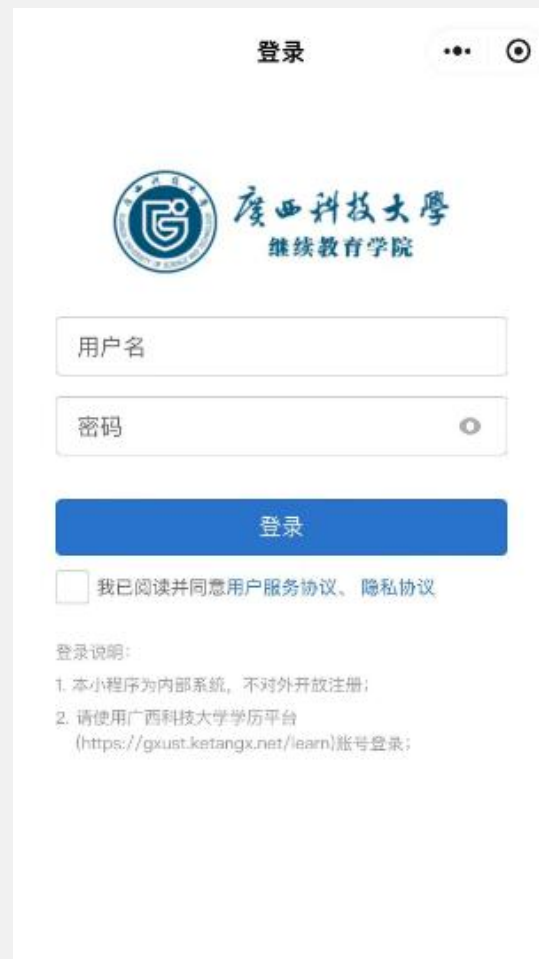 登录
廣西科技大學
继续教育学院
用户名
密码
登录
我已阅读并同意用户服务协议、 隐私协议
登录说明:
1. 本小程序为内部系统, 不对外开放注册;
2. 请使用广西科技大学学历平台
(https://gxust.ketangx.net/learn)账号登录;